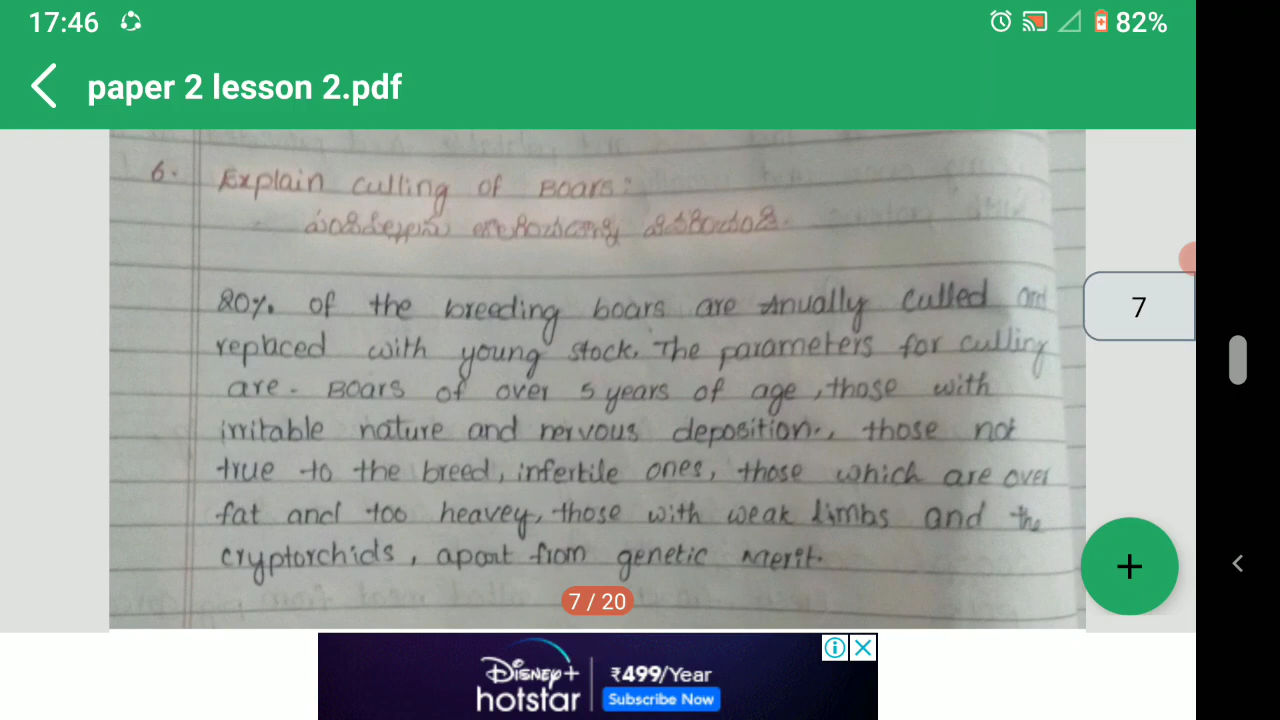 17:46
82%
paper 2 lesson 2.pdf
6. Explain culling of Boars:
20%. of the breeding boars are Anually Culled and
replaced with young stock. The parameters for culling
are - Boars of over 5 years of age, those with
irritable nature and nervous deposition., those not
true to the breed, infertile ones, those which are over
fat and too heavey, those with weak limbs and the
cryptorchids, apart from genetic merit.
7
+
7 / 20
Disney+
hotstar
₹499/Year
Subscribe Now